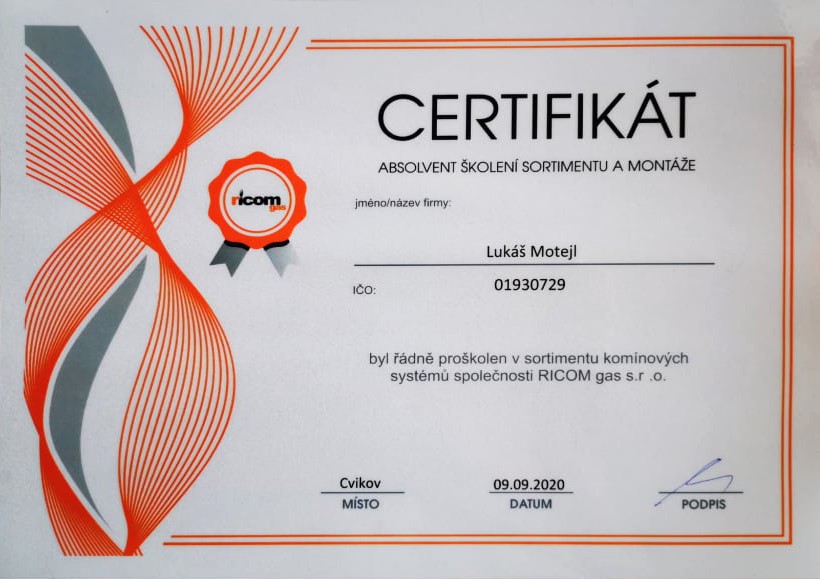 CERTIFIKÁT
ABSOLVENT ŠKOLENÍ SORTIMENTU A MONTÁŽE
ricom
gas
jméno/název firmy:
Lukáš Motejl
IČO:
01930729
byl řádně proškolen v sortimentu komínových
systémů společnosti RICOM gas s.r .o.
Cvikov
09.09.2020
MÍSTO
DATUM
PODPIS